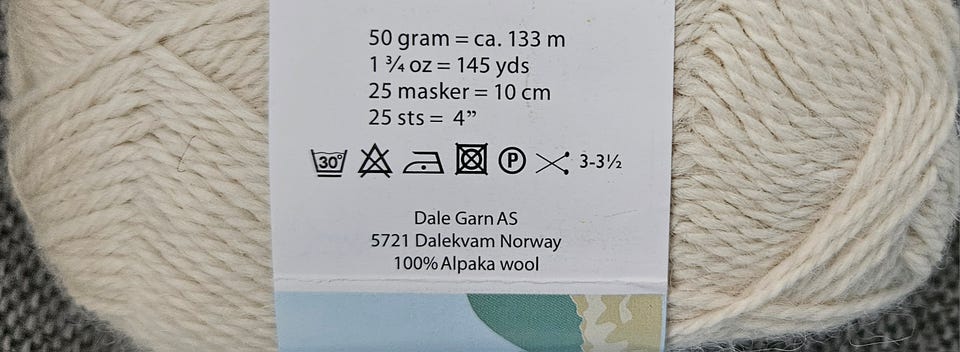 50 gram = ca. 133 m
1 ¾ oz = 145 yds
25 masker = 10 cm
25 sts = 4”
30° P 3-3½
Dale Garn AS
5721 Dalekvam Norway
100% Alpaka wool